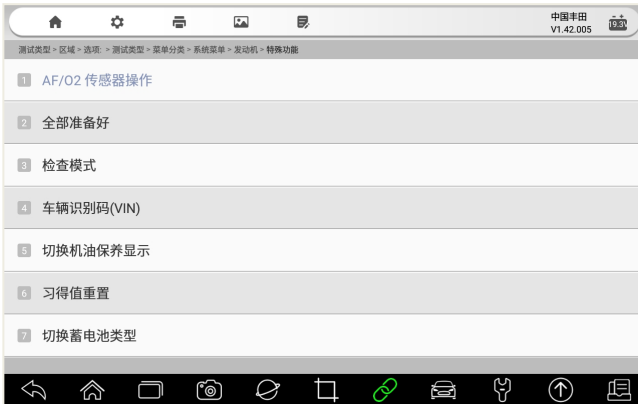 中国丰田
V1.42.005
19.3V
测试类型 > 区域 > 选项: > 测试类型 > 菜单分类 > 系统菜单 > 发动机 > 特殊功能
1 AF/O2 传感器操作
2 全部准备好
3 检查模式
4 车辆识别码(VIN)
5 切换机油保养显示
6 习得值重置
7 切换蓄电池类型